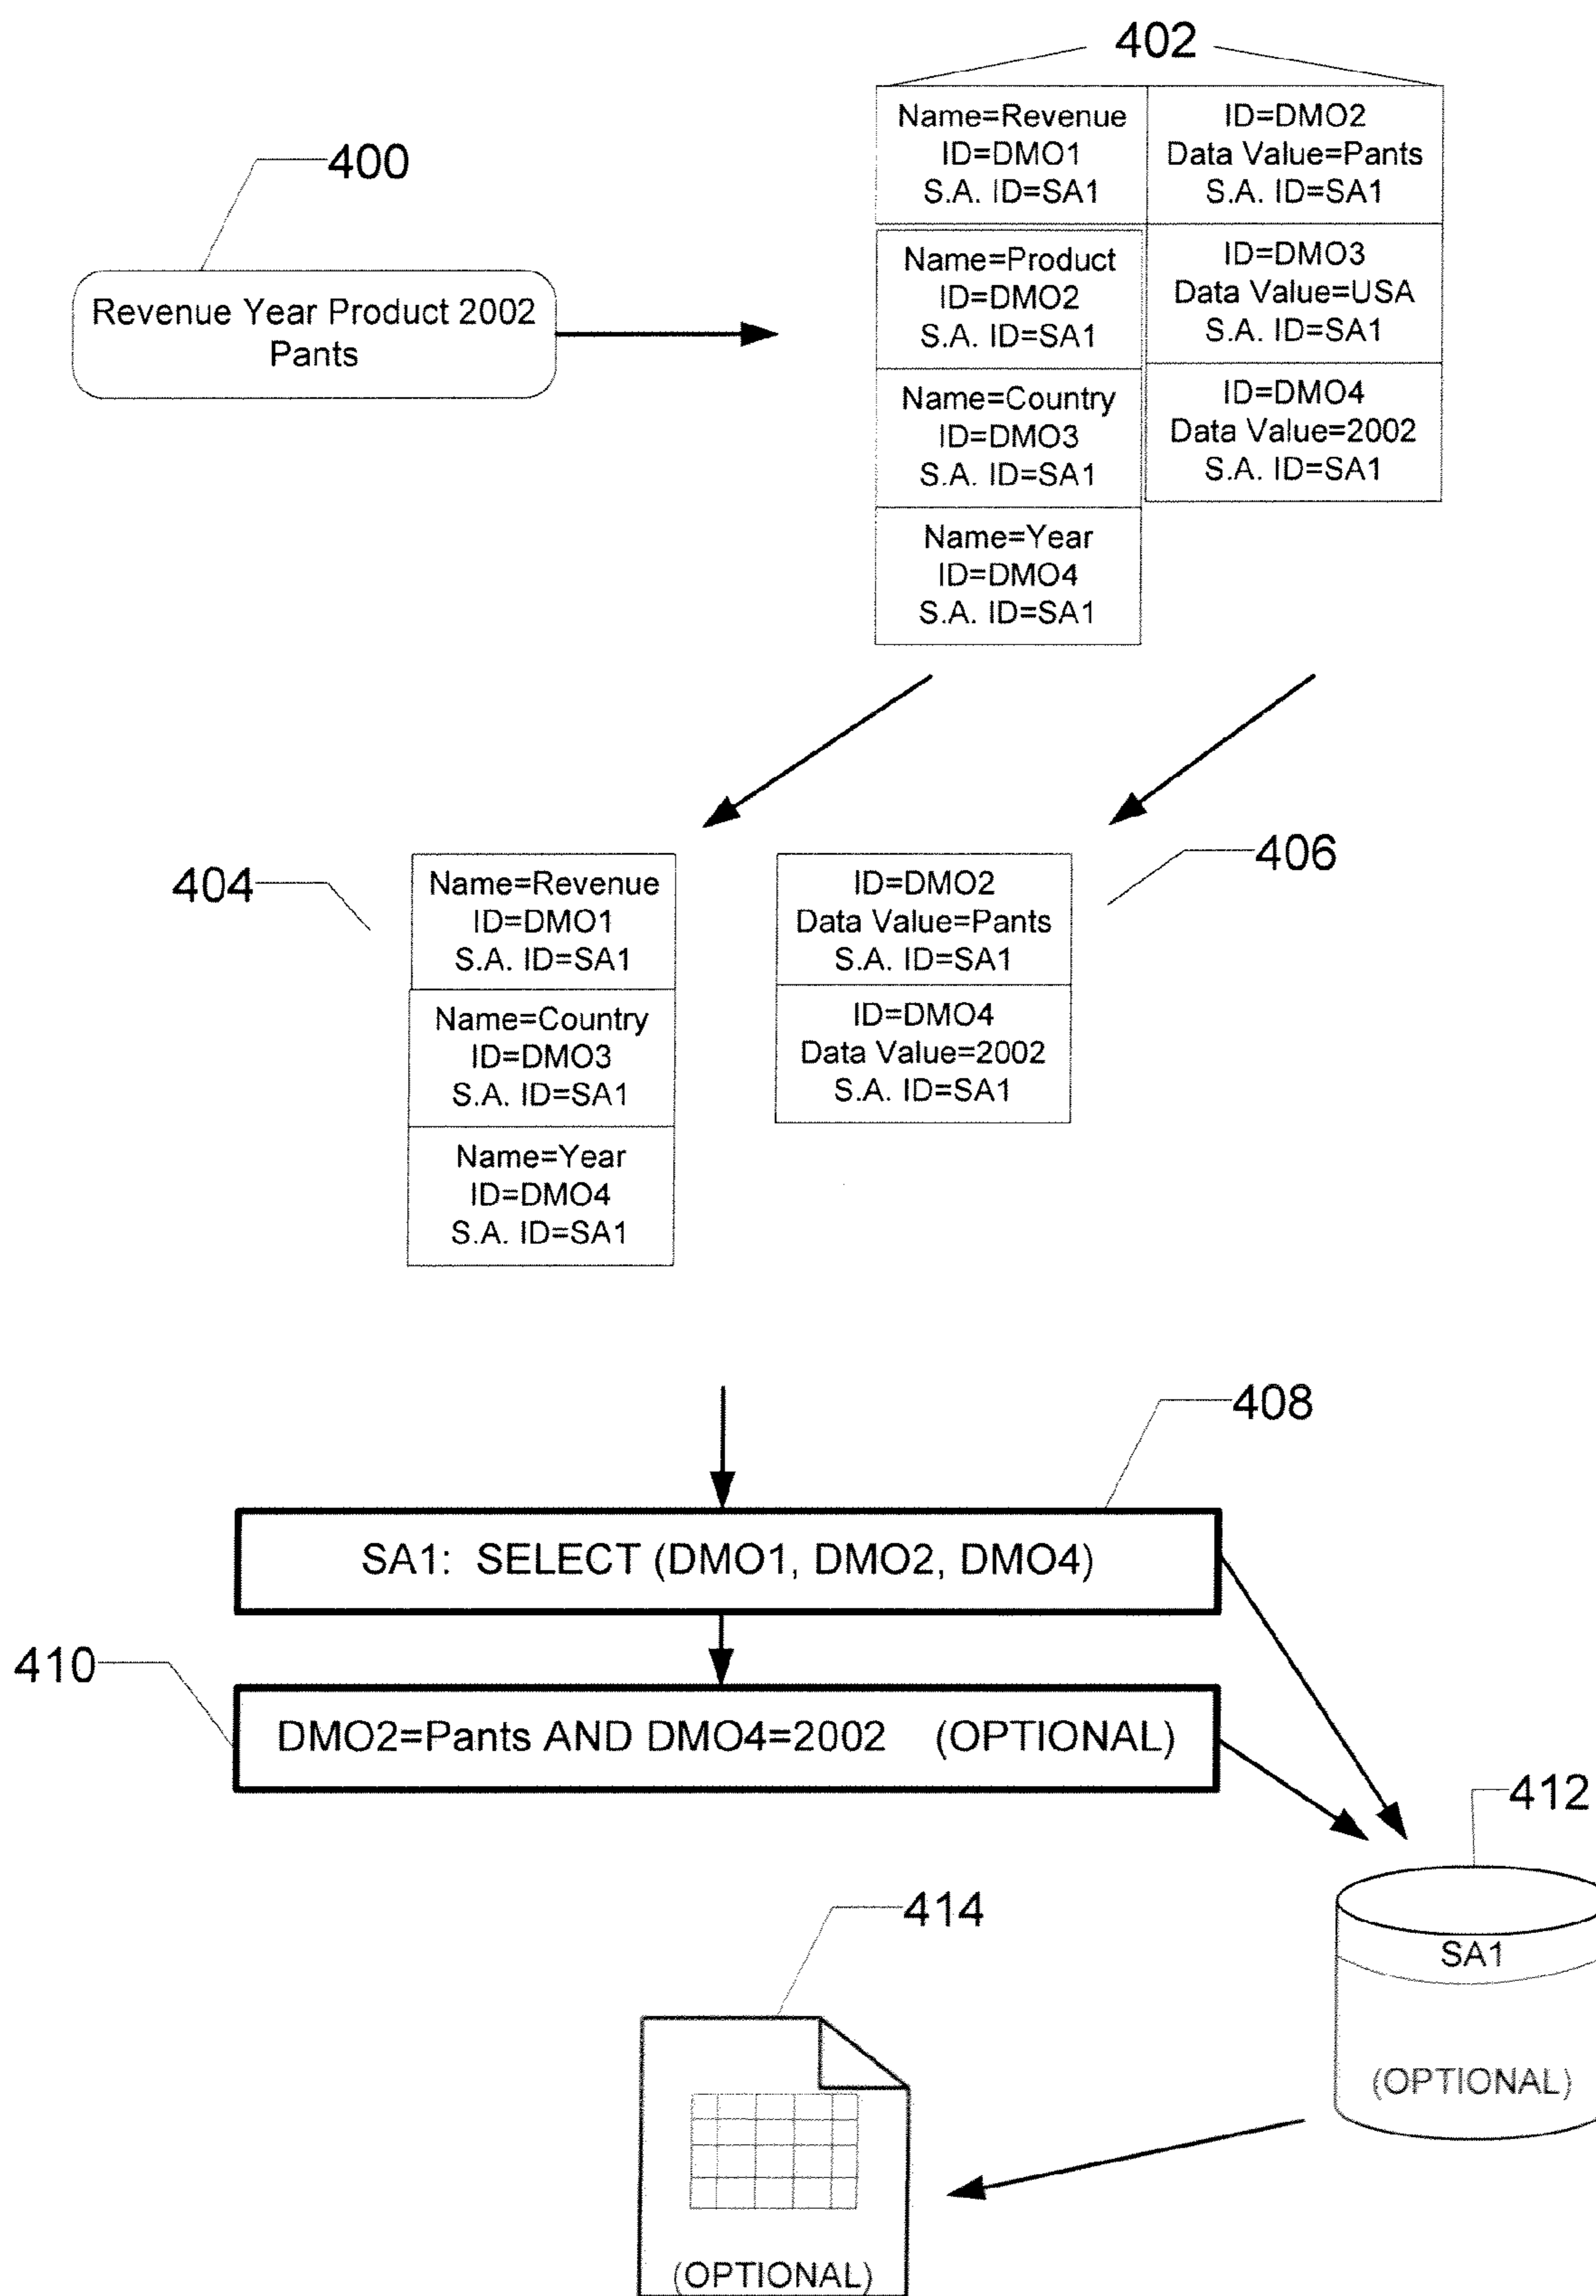 402
Name=Revenue
ID=DMO1
S.A. ID=SA1
ID=DMO2
Data Value=Pants
S.A. ID=SA1
400
Revenue Year Product 2002
Pants
Name=Product
ID=DMO2
S.A. ID=SA1
ID=DMO3
Data Value=USA
S.A. ID=SA1
Name=Country
ID=DMO3
S.A. ID=SA1
ID=DMO4
Data Value=2002
S.A. ID=SA1
Name=Year
ID=DMO4
S.A. ID=SA1
404
Name=Revenue
ID=DMO1
S.A. ID=SA1
Name=Country
ID=DMO3
S.A. ID=SA1
Name=Year
ID=DMO4
S.A. ID=SA1
406
ID=DMO2
Data Value=Pants
S.A. ID=SA1
ID=DMO4
Data Value=2002
S.A. ID=SA1
408
SA1: SELECT (DMO1, DMO2, DMO4)
410
DMO2=Pants AND DMO4=2002 (OPTIONAL)
412
SA1
(OPTIONAL)
414
(OPTIONAL)